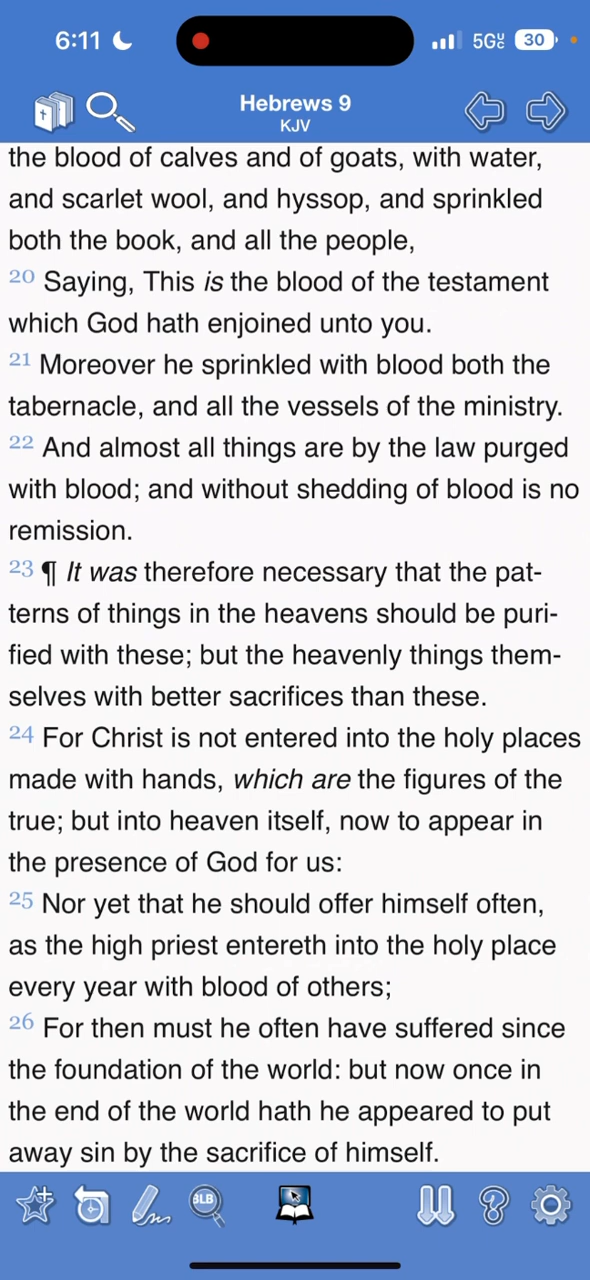 6:11
5G UC 30
Hebrews 9
KJV
the blood of calves and of goats, with water,
and scarlet wool, and hyssop, and sprinkled
both the book, and all the people,
20 Saying, This is the blood of the testament
which God hath enjoined unto you.
21 Moreover he sprinkled with blood both the
tabernacle, and all the vessels of the ministry.
22 And almost all things are by the law purged
with blood; and without shedding of blood is no
remission.
23 ¶ It was therefore necessary that the pat-
terns of things in the heavens should be puri-
fied with these; but the heavenly things them-
selves with better sacrifices than these.
24 For Christ is not entered into the holy places
made with hands, which are the figures of the
true; but into heaven itself, now to appear in
the presence of God for us:
25 Nor yet that he should offer himself often,
as the high priest entereth into the holy place
every year with blood of others;
26 For then must he often have suffered since
the foundation of the world: but now once in
the end of the world hath he appeared to put
away sin by the sacrifice of himself.
BLB